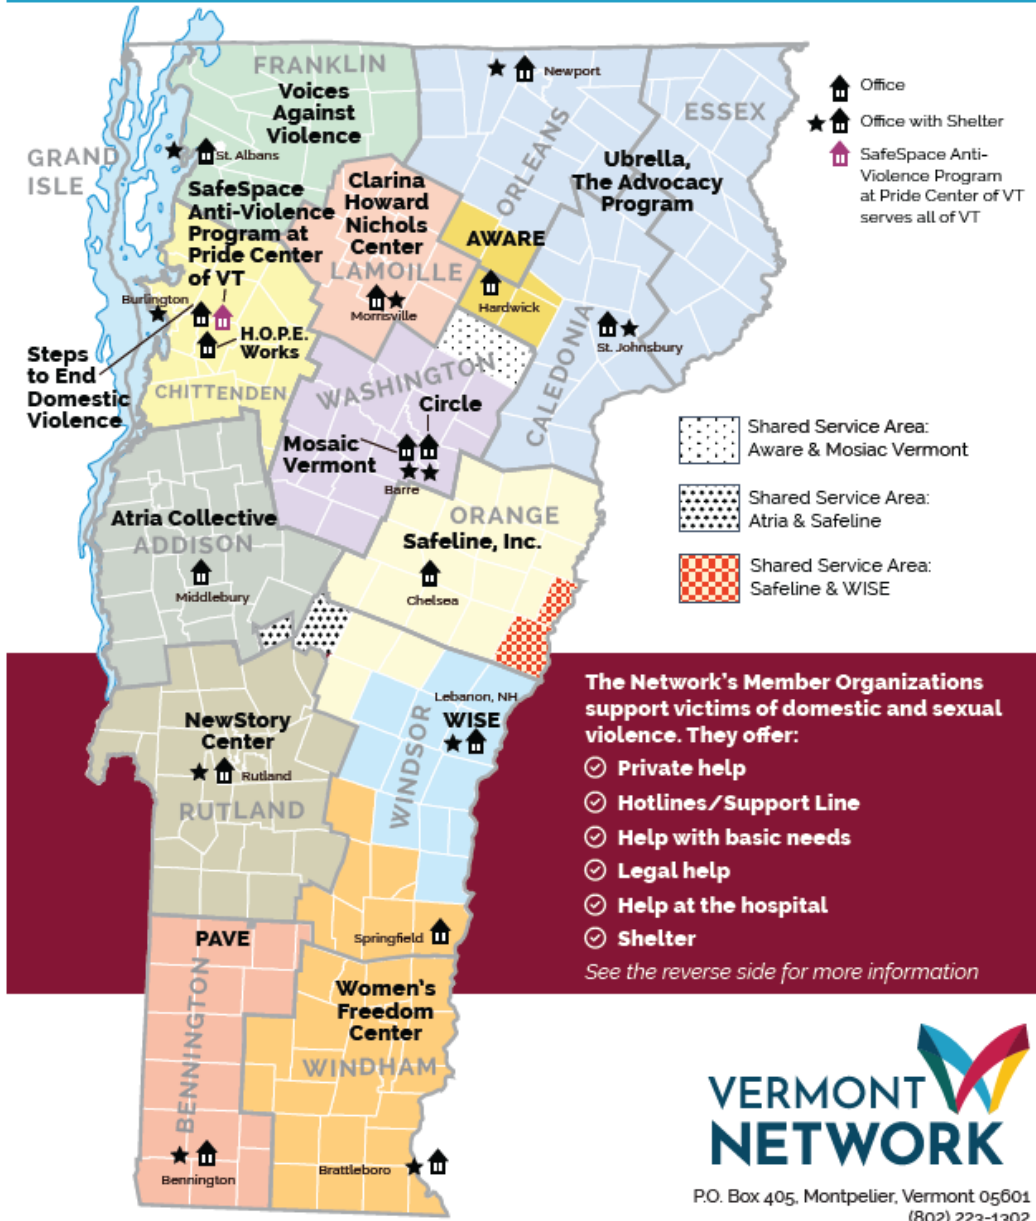 FRANKLIN
Voices
Against
Violence
Newport
ESSEX
Office
Office with Shelter
SafeSpace Anti-
Violence Program
at Pride Center of VT
serves all of VT
GRAND
ISLE
St. Albans
ORLEANS
Ubrella,
The Advocacy
Program
SafeSpace
Anti-Violence
Program at
Pride Center
of VT
Clarina
Howard
Nichols
Center
LAMOILLE
AWARE
Hardwick
Burlington
Morrisville
St. Johnsbury
H.O.P.E.
Works
Steps
to End
Domestic
Violence
CHITTENDEN
WASHINGTON
CALEDONIA
Circle
Mosaic
Vermont
Barre
Shared Service Area:
Aware & Mosiac Vermont
Shared Service Area:
Atria & Safeline
Shared Service Area:
Safeline & WISE
Atria Collective
ADDISON
Middlebury
ORANGE
Safeline, Inc.
Chelsea
Lebanon, NH
WISE
WINDSOR
NewStory
Center
Rutland
RUTLAND
The Network's Member Organizations
support victims of domestic and sexual
violence. They offer:
Private help
Hotlines/Support Line
Help with basic needs
Legal help
Help at the hospital
Shelter
See the reverse side for more information
Springfield
PAVE
BENNINGTON
Bennington
Women's
Freedom
Center
WINDHAM
Brattleboro
VERMONT
NETWORK
P.O. Box 405, Montpelier, Vermont 05601
(802) 223-1302